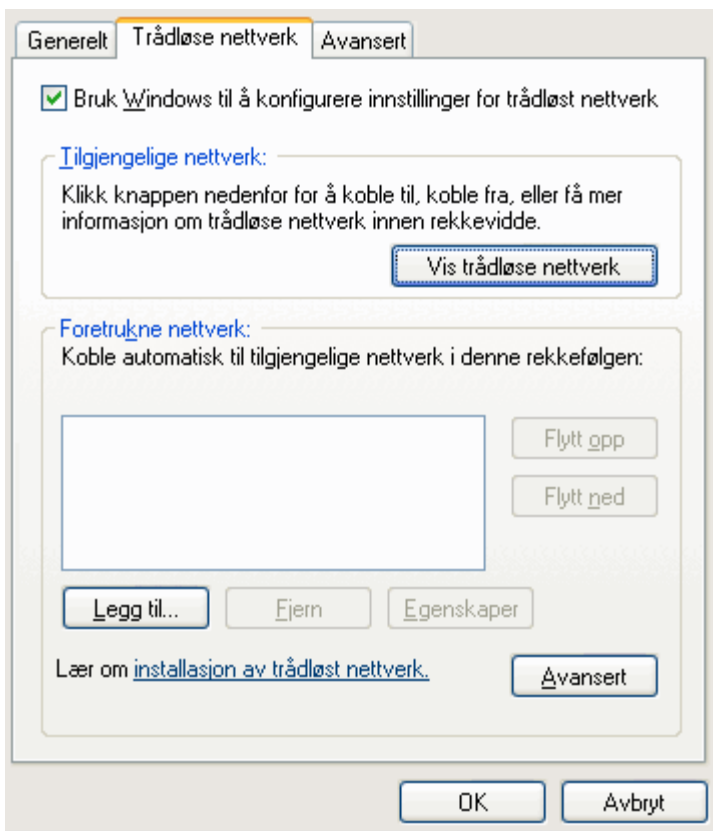 Generelt
Trådløse nettverk
Avansert
Bruk Windows til å konfigurere innstillinger for trådløst nettverk
Tilgjengelige nettverk:
Klikk knappen nedenfor for å koble til, koble fra, eller få mer
informasjon om trådløse nettverk innen rekkevidde.
Vis trådløse nettverk
Foretrukne nettverk:
Koble automatisk til tilgjengelige nettverk i denne rekkefølgen:
Flytt opp
Flytt ned
Legg til...
Fjern
Egenskaper
Lær om installasjon av trådløst nettverk.
Avansert
OK
Avbryt